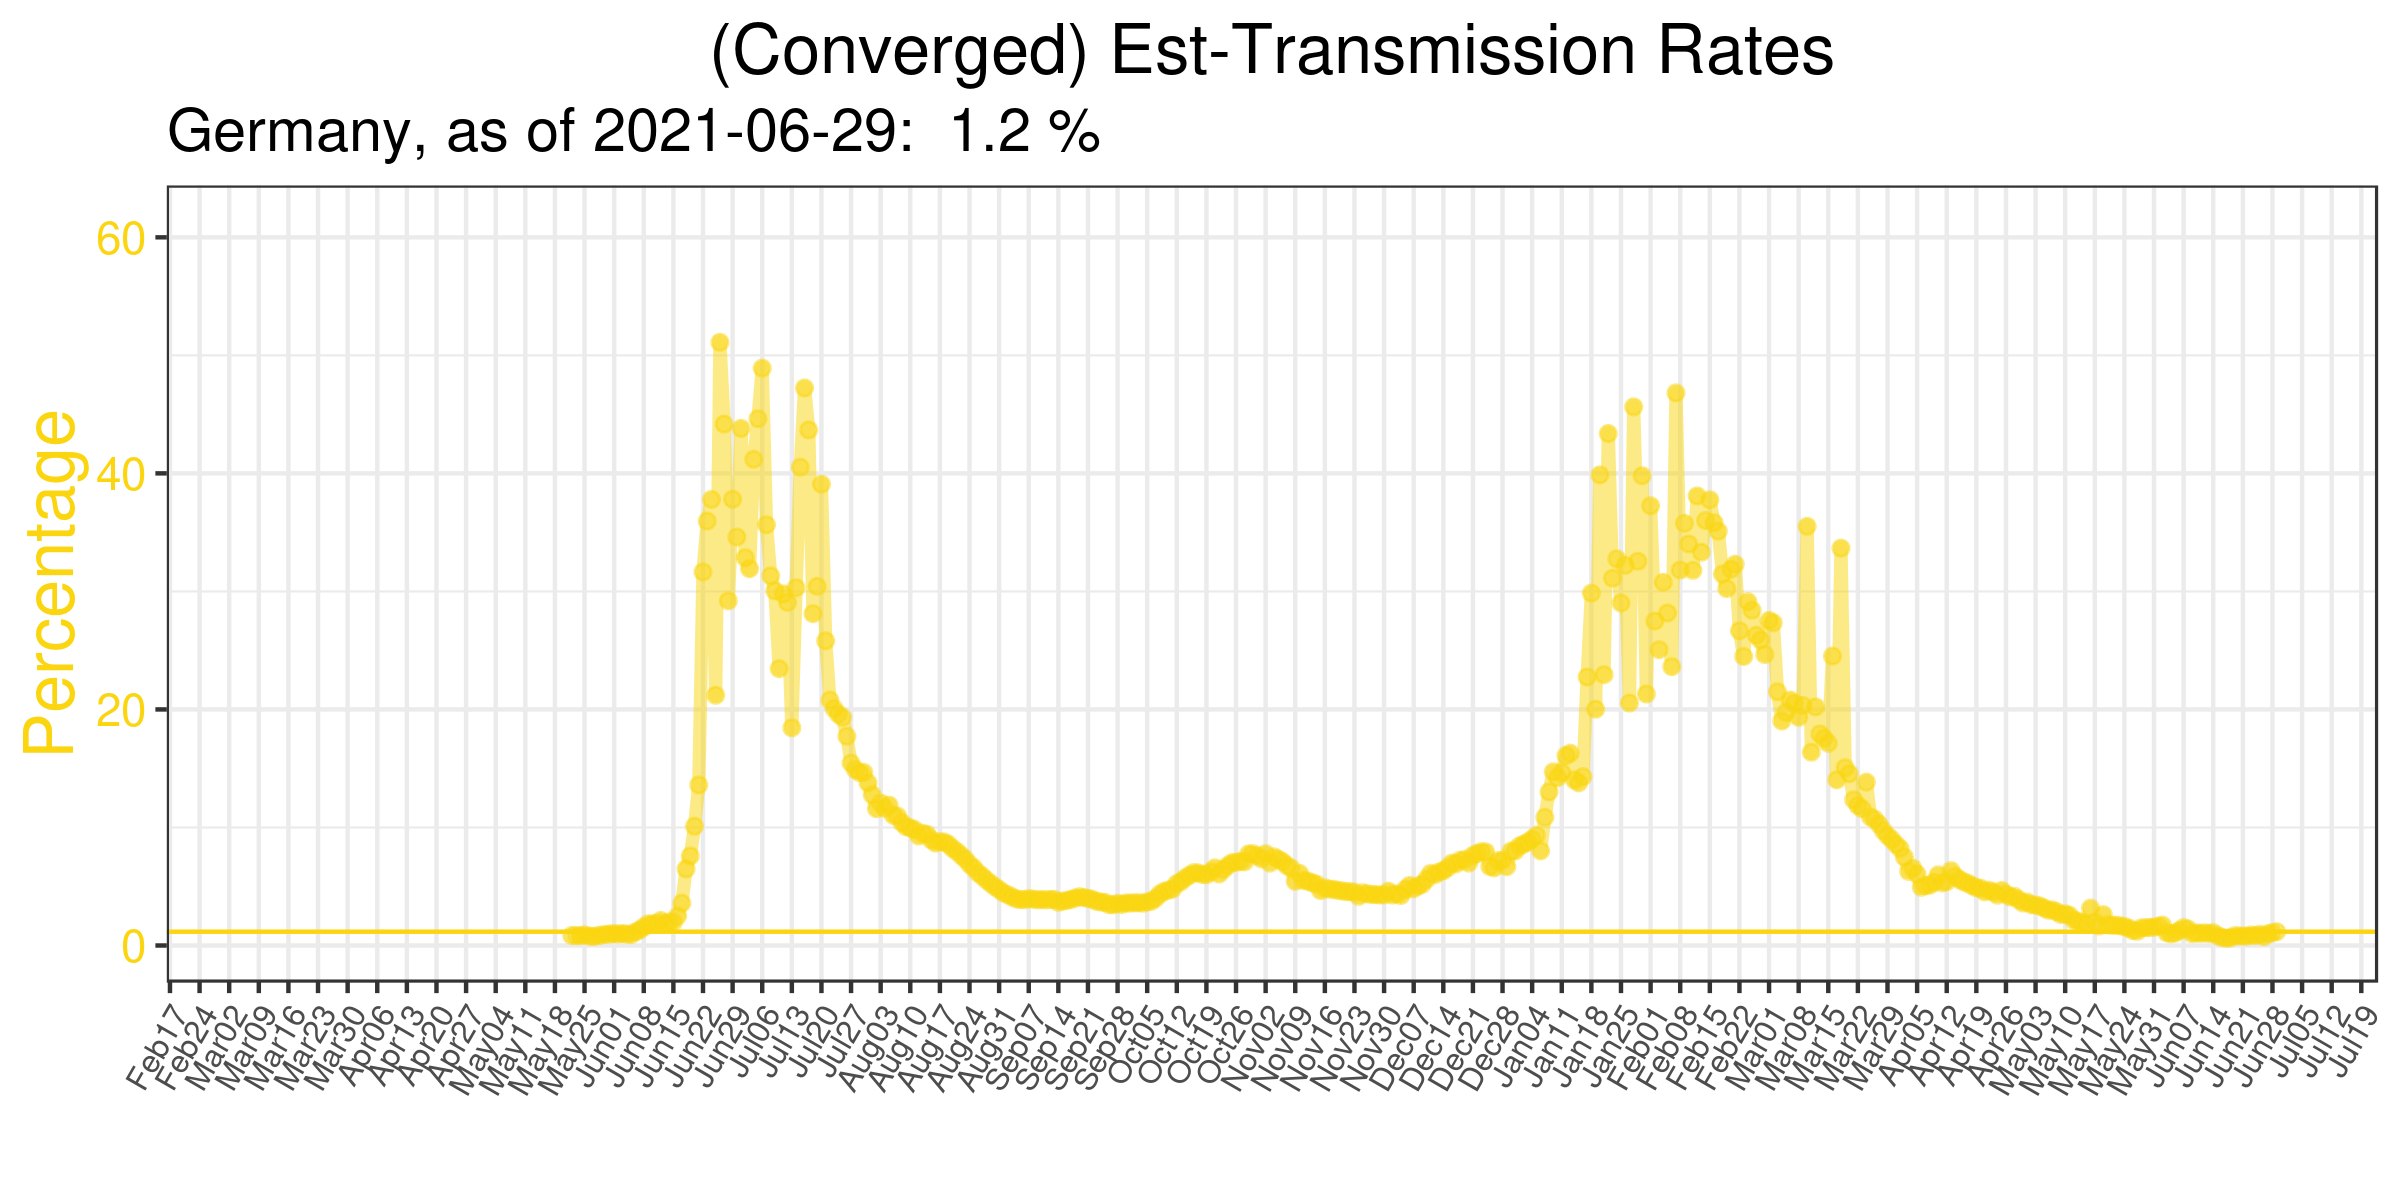 (Converged) Est-Transmission Rates
Germany, as of 2021-06-29:  1.2 %
Percentage
60
40
20
0
Feb17
Feb24
Mar02
Mar09
Mar16
Mar23
Mar30
Apr06
Apr13
Apr20
Apr27
May04
May11
May18
May25
Jun01
Jun08
Jun15
Jun22
Jun29
Jul06
Jul13
Jul20
Jul27
Aug03
Aug10
Aug17
Aug24
Aug31
Sep07
Sep14
Sep21
Sep28
Oct05
Oct12
Oct19
Oct26
Nov02
Nov09
Nov16
Nov23
Nov30
Dec07
Dec14
Dec21
Dec28
Jan04
Jan11
Jan18
Jan25
Feb01
Feb08
Feb15
Feb22
Mar01
Mar08
Mar15
Mar22
Mar29
Apr05
Apr12
Apr19
Apr26
May03
May10
May17
May24
May31
Jun07
Jun14
Jun21
Jun28
Jul05
Jul12
Jul19